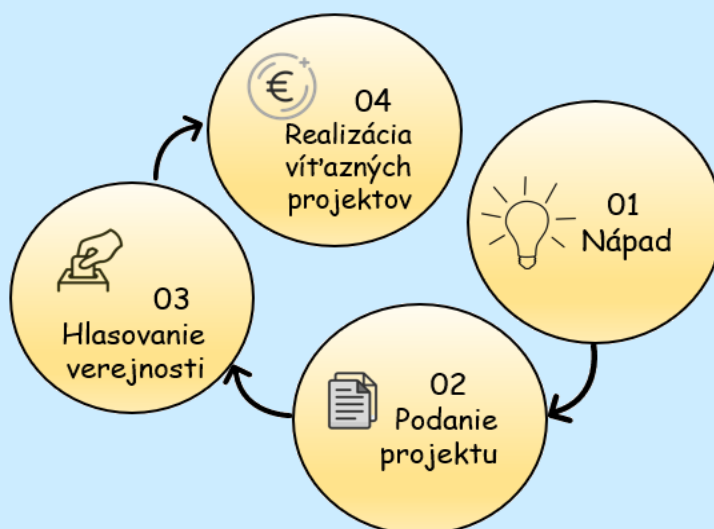 01
Nápad
02
Podanie
projektu
03
Hlasovanie
verejnosti
€
04
Realizácia
víťazných
projektov